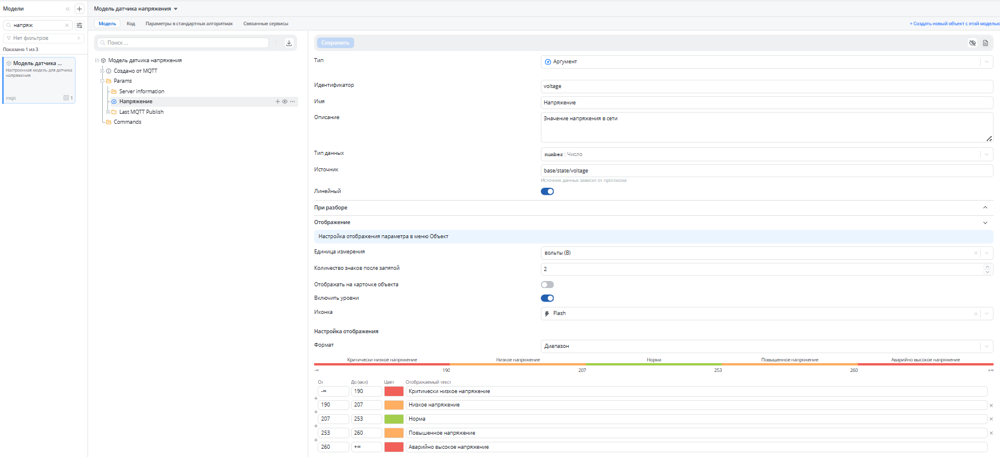 Модели
напряж
Нет фильтров
Показано 1 из 3
Модель датчика ...
Настроенная модель для датчика
напряжения
mqtt
1
Модель датчика напряжения
Модель
Код
Параметры в стандартных алгоритмах
Связанные сервисы
+ Создать новый объект с этой моделью
Поиск ...
Модель датчика напряжения
Создано от MQTT
Params
Server information
Напряжение
Last MQTT Publish
Commands
Сохранить
Тип
Аргумент
Идентификатор
voltage
Имя
Напряжение
Описание
Значение напряжения в сети
Тип данных
number : Число
Источник
base/state/voltage
Источник данных зависит от протокола
Линейный
При разборе
Отображение
Настройка отображения параметра в меню Объект
Единица измерения
вольты (В)
Количество знаков после запятой
2
Отображать на карточке объекта
Включить уровни
Иконка
Flash
Настройка отображения
Формат
Диапазон
Критически низкое напряжение
Низкое напряжение
Норма
Повышенное напряжение
Аварийно высокое напряжение
-∞
190
207
253
260
+∞
От
До (вкл)
Цвет
Отображаемый текст
-∞ 190 Критически низкое напряжение
190 207 Низкое напряжение
207 253 Норма
253 260 Повышенное напряжение
260 +∞ Аварийно высокое напряжение